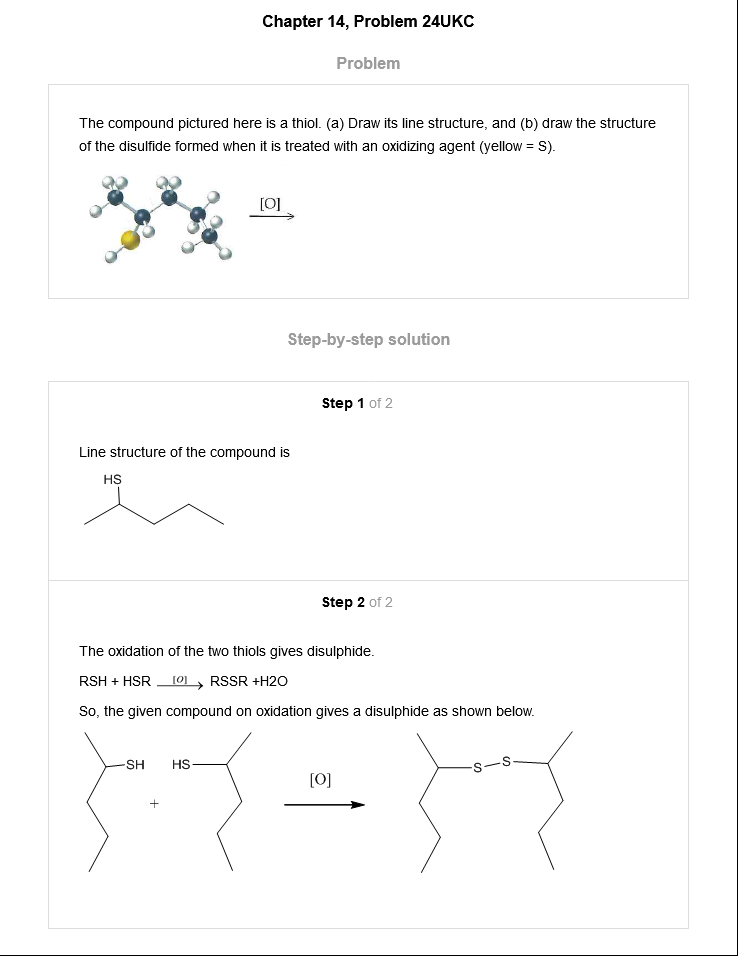 Chapter 14, Problem 24UKC
Problem
The compound pictured here is a thiol. (a) Draw its line structure, and (b) draw the structure
of the disulfide formed when it is treated with an oxidizing agent (yellow = S).
[O]
Step-by-step solution
Step 1 of 2
Line structure of the compound is
HS
Step 2 of 2
The oxidation of the two thiols gives disulphide.
RSH + HSR [O] RSSR +H2O
So, the given compound on oxidation gives a disulphide as shown below.
SH HS S S
[O]
+